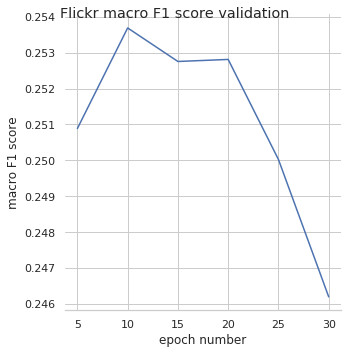 Flickr macro F1 score validation
0.254
0.253
0.252
0.251
0.250
0.249
0.248
0.247
0.246
macro F1 score
5 10 15 20 25 30
epoch number